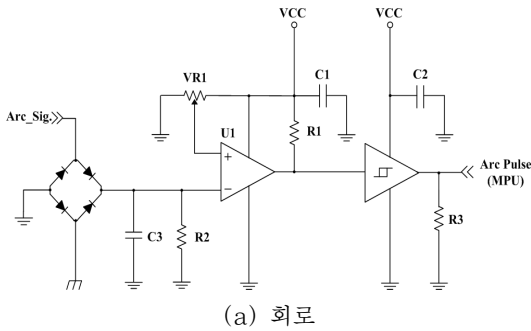 VCC
VCC
VR1
C1
C2
Arc_Sig.
U1
R1
+
−
Arc Pulse
(MPU)
C3
R2
R3
(a) 회로